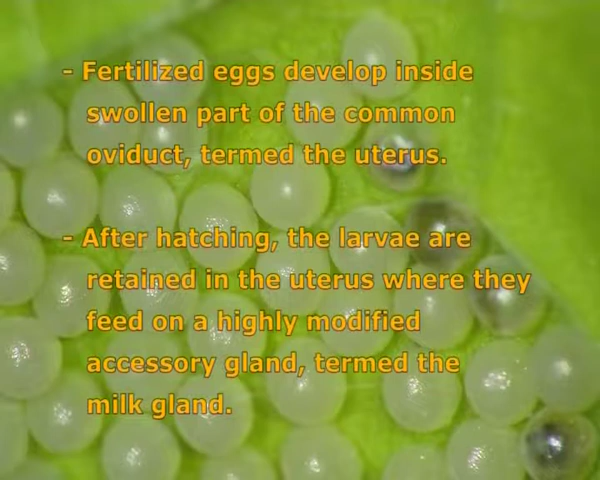 - Fertilized eggs develop inside
swollen part of the common
oviduct, termed the uterus.
- After hatching, the larvae are
retained in the uterus where they
feed on a highly modified
accessory gland, termed the
milk gland.